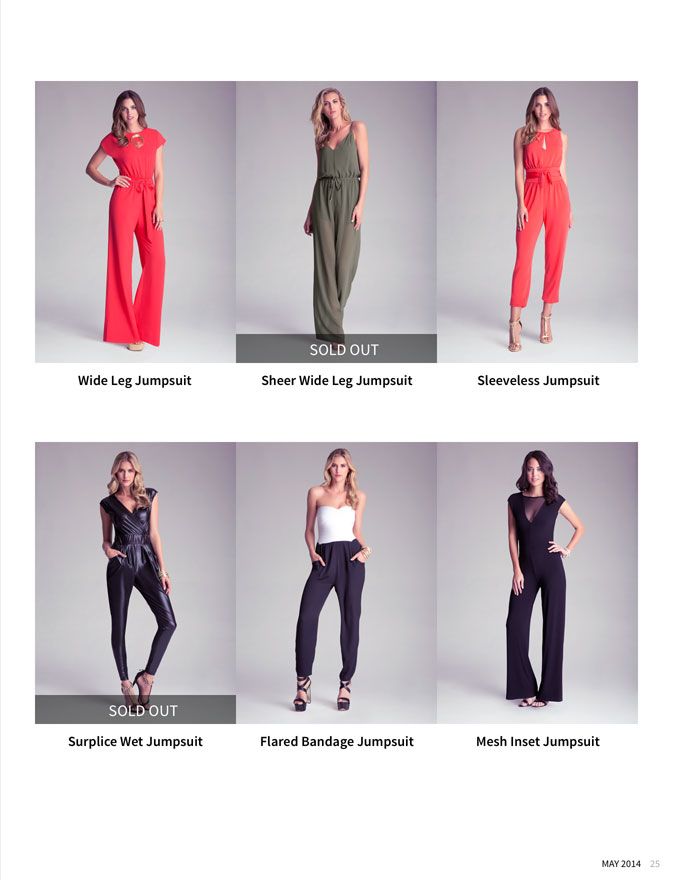 SOLD OUT
Wide Leg Jumpsuit
Sheer Wide Leg Jumpsuit
Sleeveless Jumpsuit
SOLD OUT
Surplice Wet Jumpsuit
Flared Bandage Jumpsuit
Mesh Inset Jumpsuit
MAY 2014 25